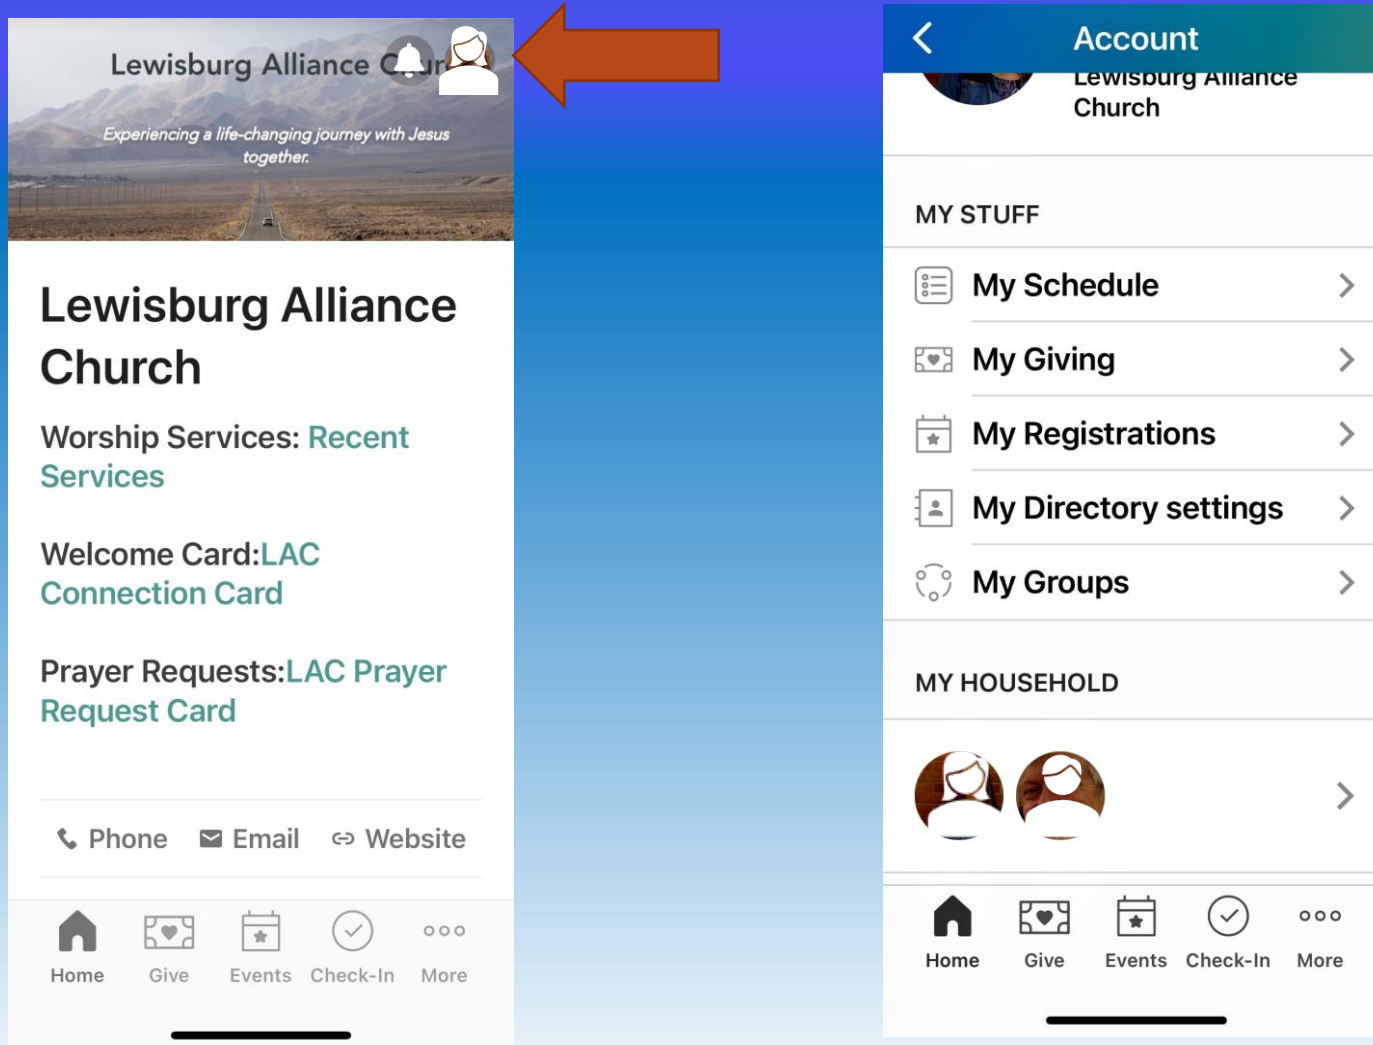 Lewisburg Alliance Church
Experiencing a life-changing journey with Jesus
together.
Lewisburg Alliance
Church
Worship Services: Recent
Services
Welcome Card:LAC
Connection Card
Prayer Requests:LAC Prayer
Request Card
Phone Email Website
Home Give Events Check-In More
Account
Lewisburg Alliance
Church
MY STUFF
My Schedule
My Giving
My Registrations
My Directory settings
My Groups
MY HOUSEHOLD
Home Give Events Check-In More